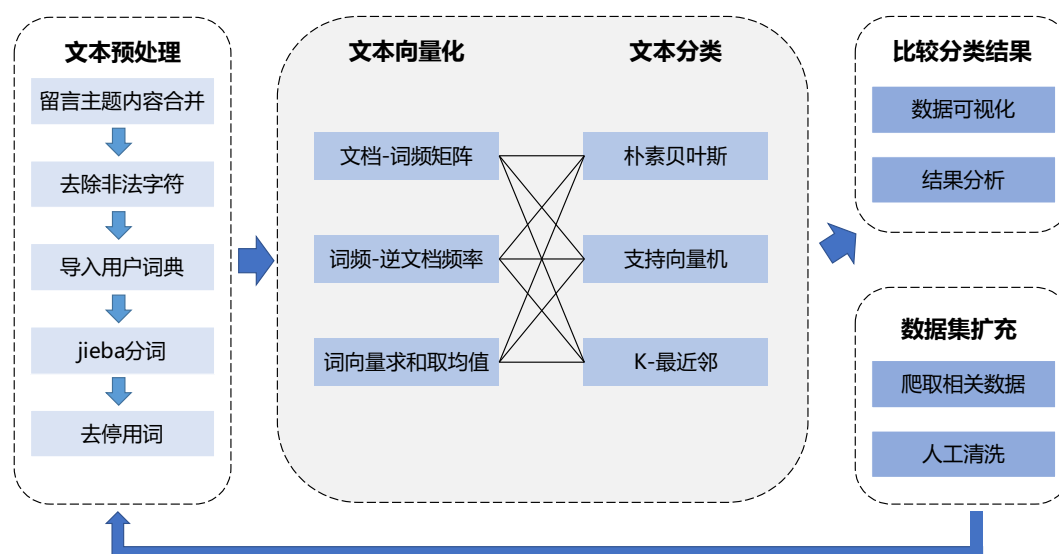 文本预处理
留言主题内容合并
去除非法字符
导入用户词典
jieba分词
去停用词
文本向量化
文档-词频矩阵
词频-逆文档频率
词向量求和取均值
文本分类
朴素贝叶斯
支持向量机
K-最近邻
比较分类结果
数据可视化
结果分析
数据集扩充
爬取相关数据
人工清洗